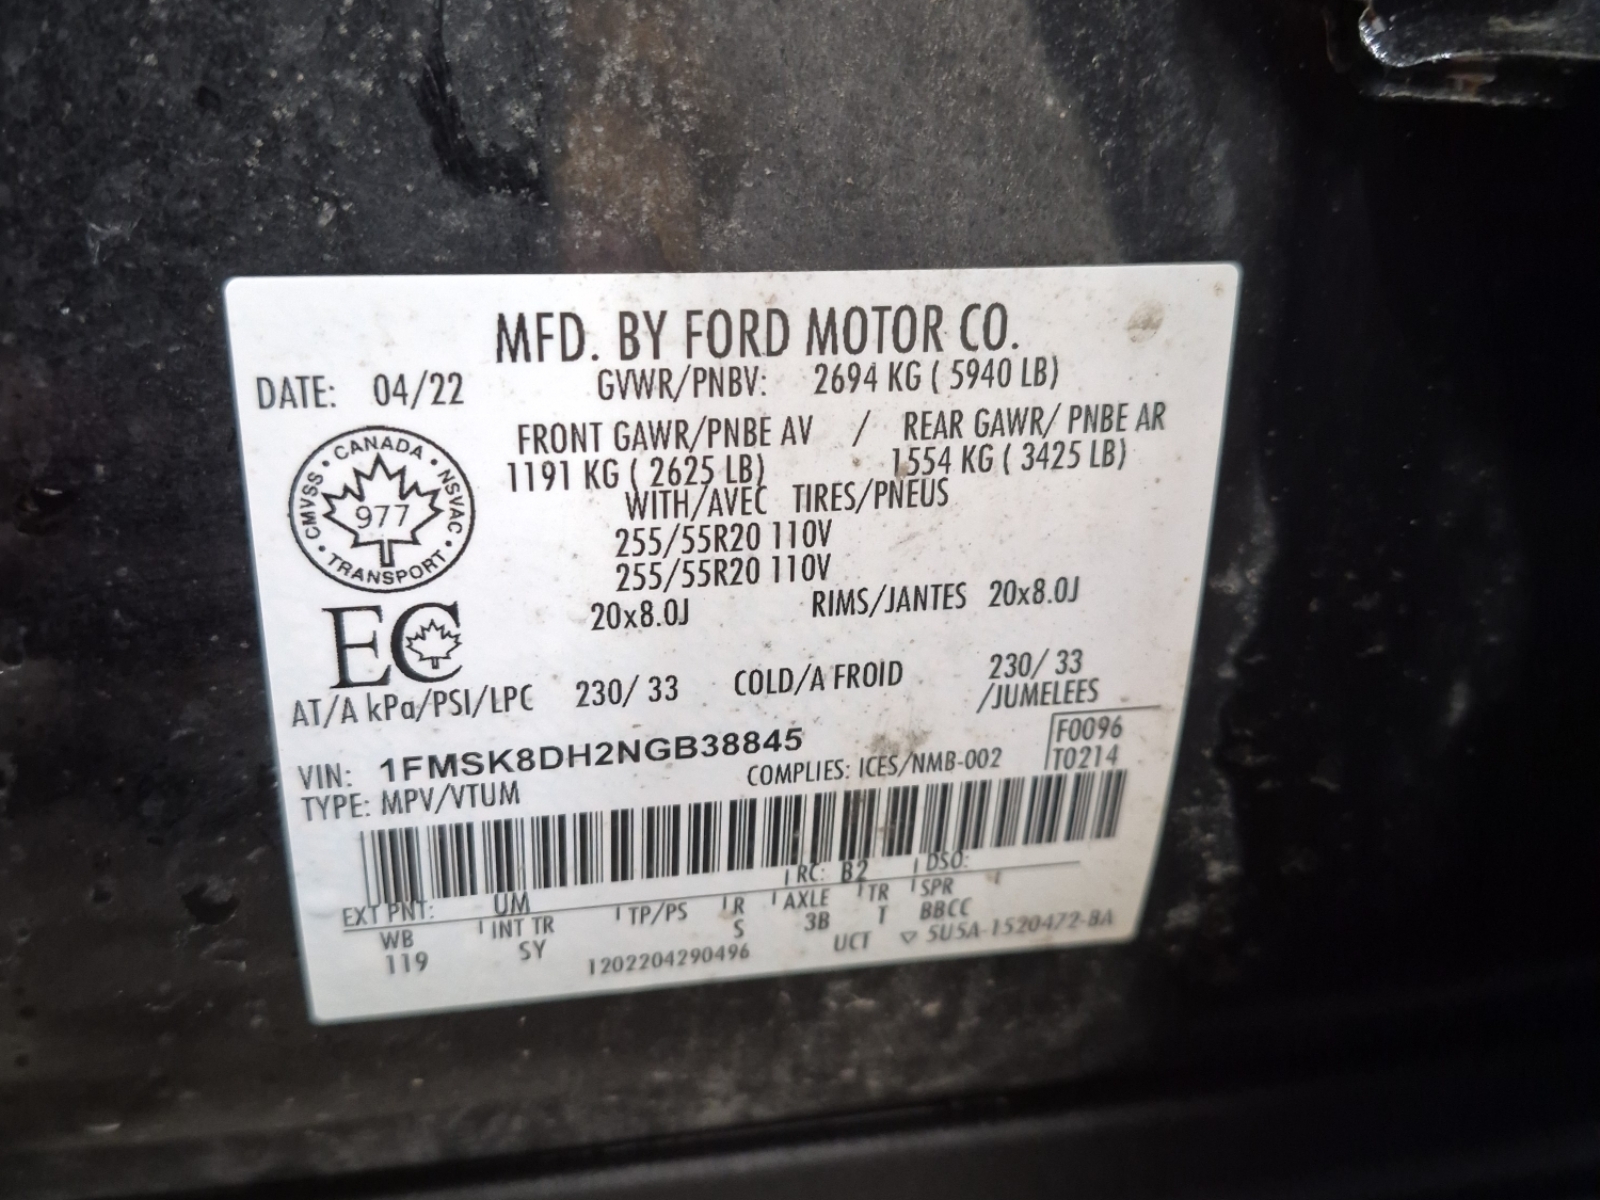 MFD. BY FORD MOTOR CO.
DATE: 04/22 GVWR/PNBV: 2694 KG ( 5940 LB)
FRONT GAWR/PNBE AV / REAR GAWR/ PNBE AR
1191 KG ( 2625 LB) 1554 KG ( 3425 LB)
WITH/AVEC TIRES/PNEUS
255/55R20 110V
255/55R20 110V
20x8.0J RIMS/JANTES 20x8.0J
CANADA • NSVAC • TRANSPORT • CMVSS •
977
EC
AT/A kPa/PSI/LPC 230/ 33 COLD/A FROID 230/ 33
/JUMELEES
VIN: 1FMSK8DH2NGB38845 F0096
TYPE: MPV/VTUM COMPLIES: ICES/NMB-002 T0214
EXT PNT: UM RC: B2 DSO:
WB INT TR TP/PS R AXLE TR SPR
119 SY S 3B T BBCC
1202204290496 UCT ▽ 5U5A-1520472-BA